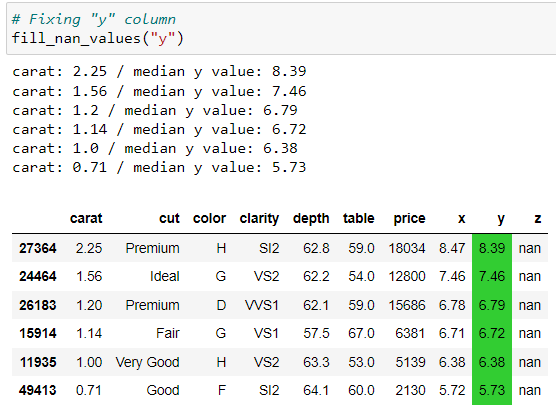 # Fixing "y" column
fill_nan_values("y")
carat: 2.25 / median y value: 8.39
carat: 1.56 / median y value: 7.46
carat: 1.2 / median y value: 6.79
carat: 1.14 / median y value: 6.72
carat: 1.0 / median y value: 6.38
carat: 0.71 / median y value: 5.73
carat cut color clarity depth table price x y z
27364 2.25 Premium H SI2 62.8 59.0 18034 8.47 8.39 nan
24464 1.56 Ideal G VS2 62.2 54.0 12800 7.46 7.46 nan
26183 1.20 Premium D VVS1 62.1 59.0 15686 6.78 6.79 nan
15914 1.14 Fair G VS1 57.5 67.0 6381 6.71 6.72 nan
11935 1.00 Very Good H VS2 63.3 53.0 5139 6.38 6.38 nan
49413 0.71 Good F SI2 64.1 60.0 2130 5.72 5.73 nan